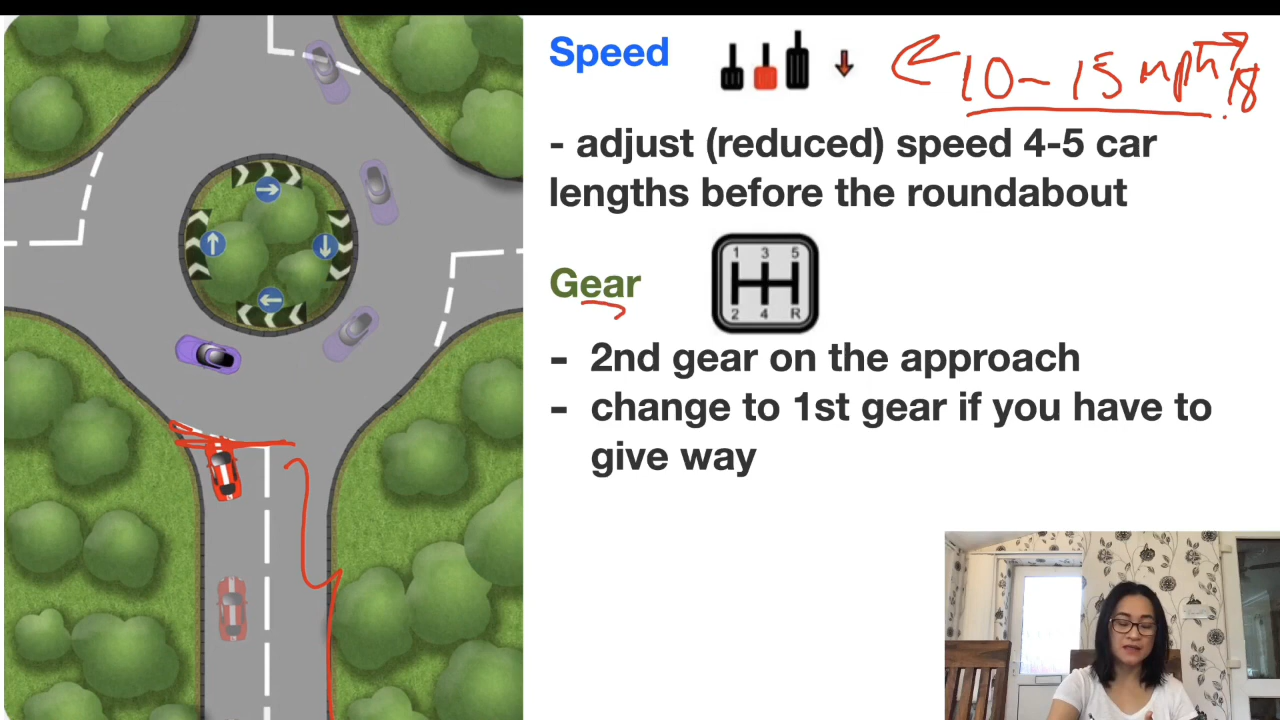 Speed
10-15 mph
18
- adjust (reduced) speed 4-5 car
lengths before the roundabout
Gear
1 3 5
2 4 R
- 2nd gear on the approach
- change to 1st gear if you have to
give way